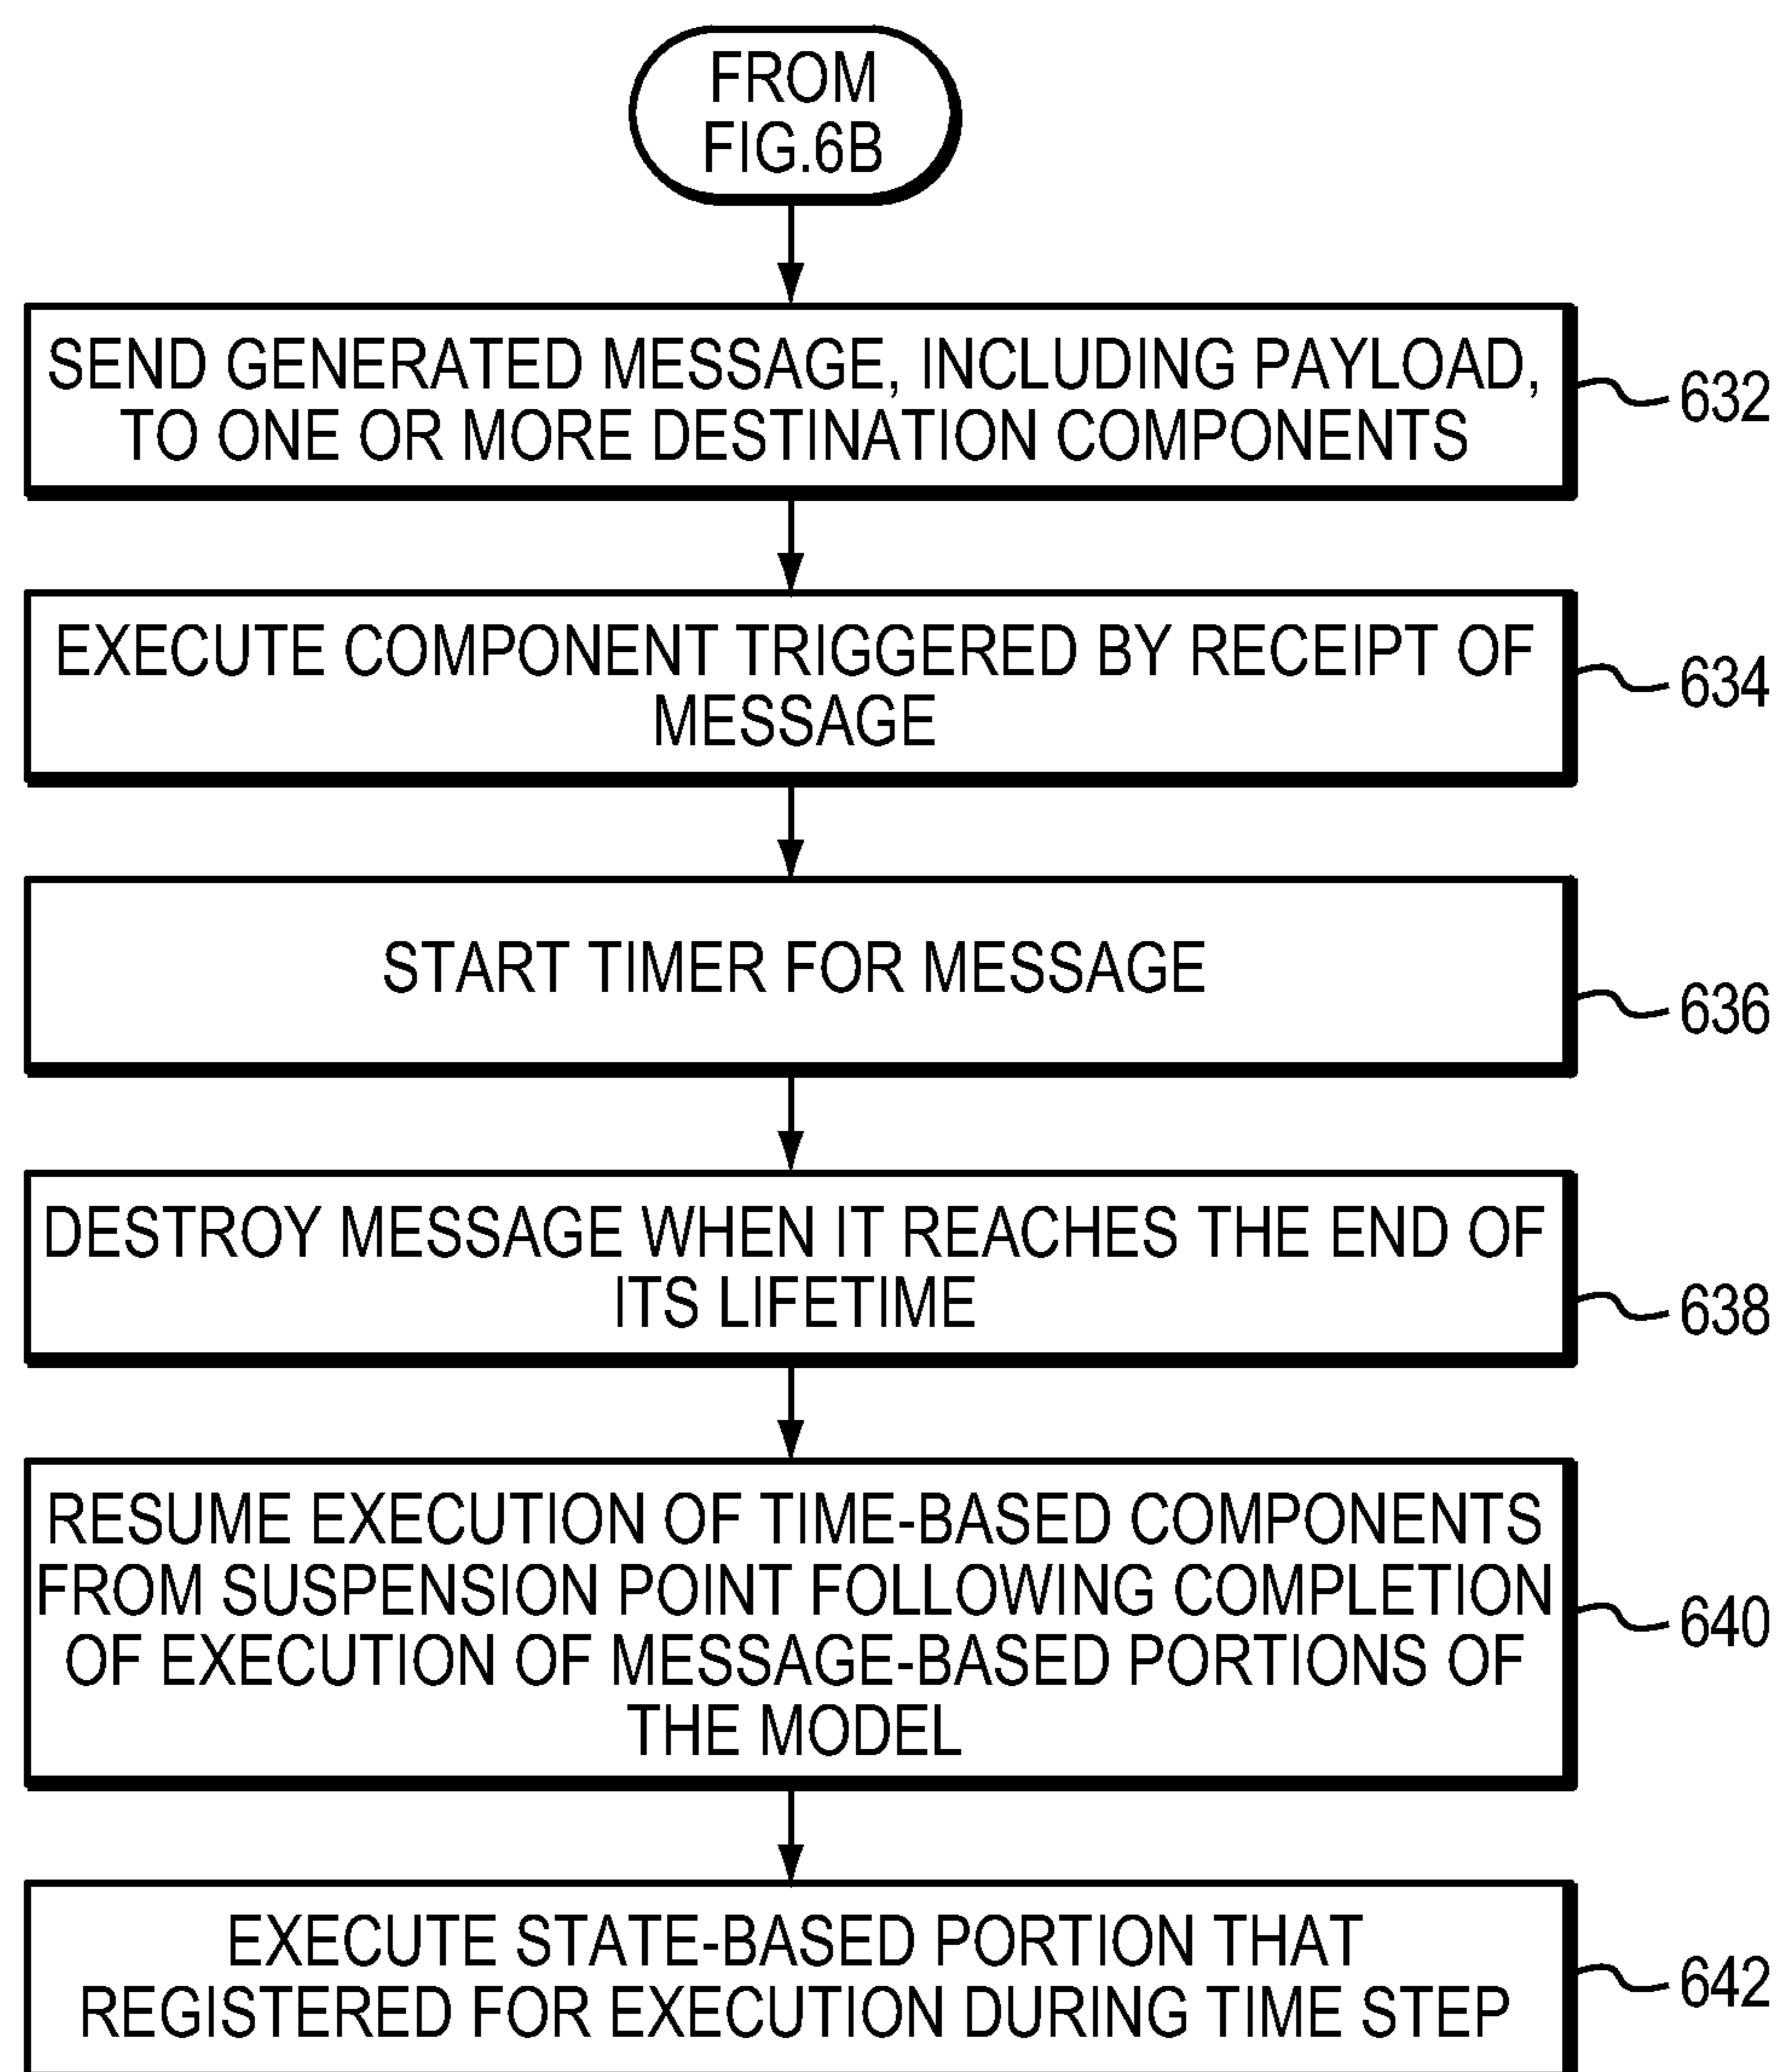 FROM
FIG.6B
SEND GENERATED MESSAGE, INCLUDING PAYLOAD,
TO ONE OR MORE DESTINATION COMPONENTS
632
EXECUTE COMPONENT TRIGGERED BY RECEIPT OF
MESSAGE
634
START TIMER FOR MESSAGE
636
DESTROY MESSAGE WHEN IT REACHES THE END OF
ITS LIFETIME
638
RESUME EXECUTION OF TIME-BASED COMPONENTS
FROM SUSPENSION POINT FOLLOWING COMPLETION
OF EXECUTION OF MESSAGE-BASED PORTIONS OF
THE MODEL
640
EXECUTE STATE-BASED PORTION THAT
REGISTERED FOR EXECUTION DURING TIME STEP
642